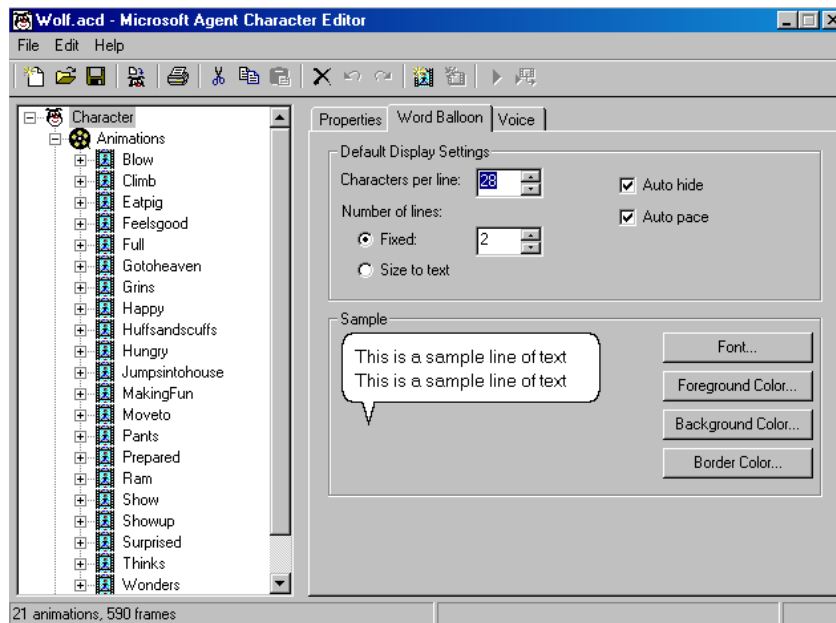 Wolf.acd - Microsoft Agent Character Editor
File Edit Help
Character
Animations
Blow
Climb
Eatpig
Feelsgood
Full
Gotoheaven
Grins
Happy
Huffsandscuffs
Hungry
Jumpsintohouse
MakingFun
Moveto
Pants
Prepared
Ram
Show
Showup
Surprised
Thinks
Wonders
Properties Word Balloon Voice
Default Display Settings
Characters per line: 28
Auto hide
Number of lines:
Auto pace
Fixed: 2
Size to text
Sample
This is a sample line of text
This is a sample line of text
Font...
Foreground Color...
Background Color...
Border Color...
21 animations, 590 frames